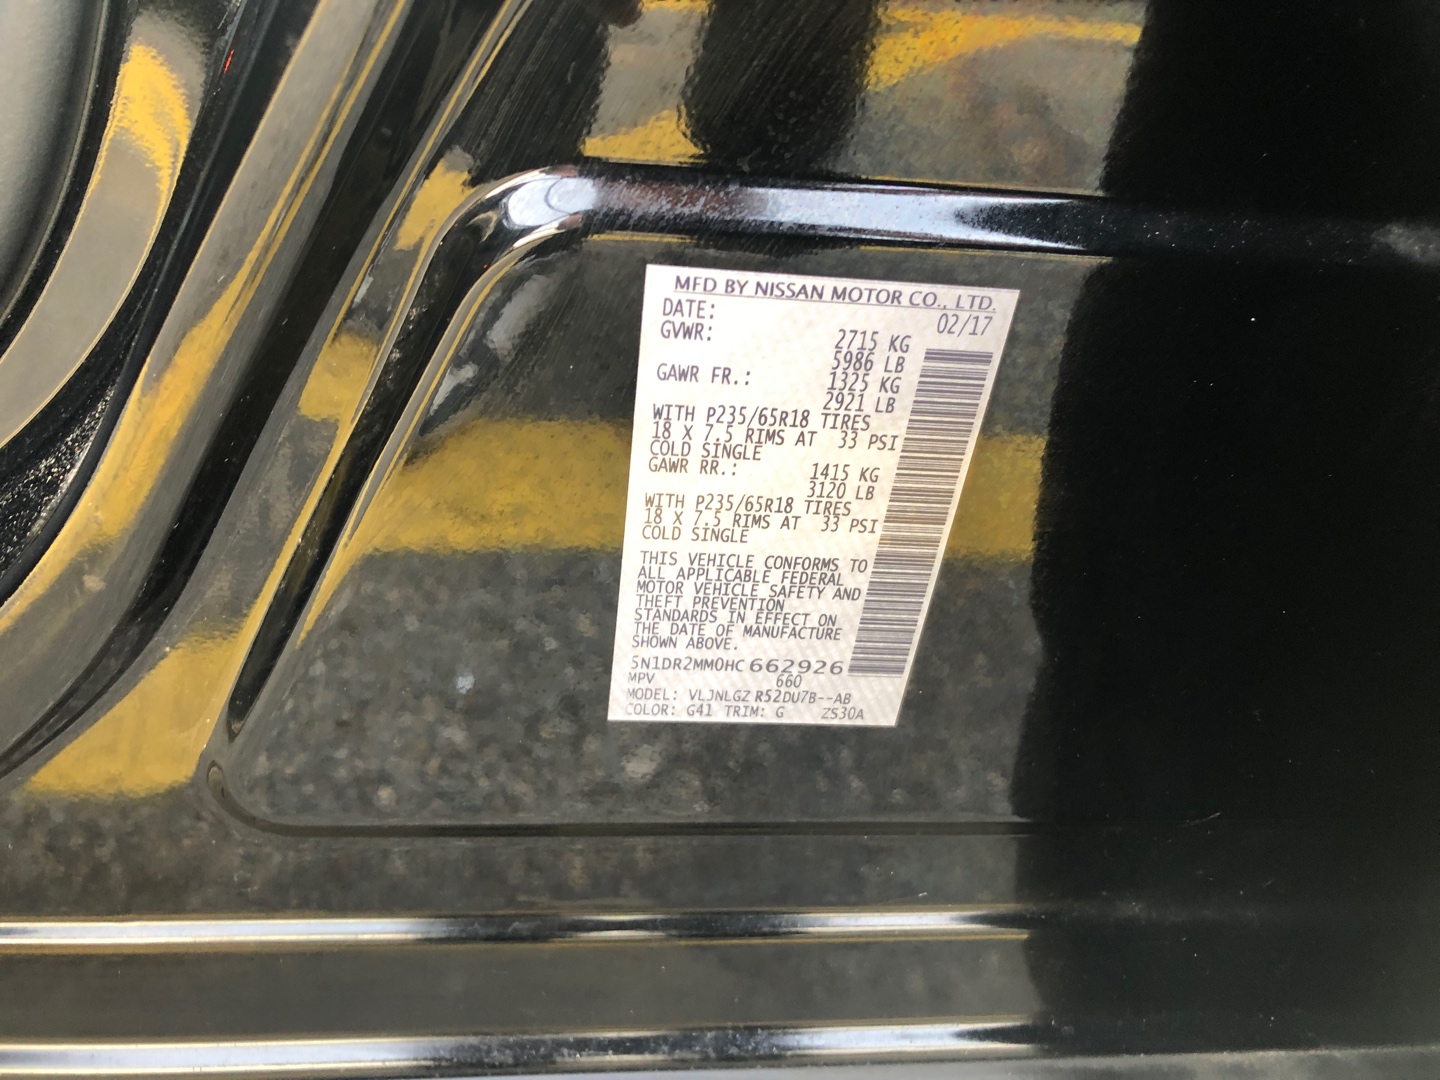 MFD BY NISSAN MOTOR CO., LTD.
DATE: 02/17
GVWR: 2715 KG
5986 LB
GAWR FR.: 1325 KG
2921 LB
WITH P235/65R18 TIRES
18 X 7.5 RIMS AT 33 PSI
COLD SINGLE
GAWR RR.: 1415 KG
3120 LB
WITH P235/65R18 TIRES
18 X 7.5 RIMS AT 33 PSI
COLD SINGLE
THIS VEHICLE CONFORMS TO
ALL APPLICABLE FEDERAL
MOTOR VEHICLE SAFETY AND
THEFT PREVENTION
STANDARDS IN EFFECT ON
THE DATE OF MANUFACTURE
SHOWN ABOVE.
5N1DR2MM0HC 662926
MPV 660
MODEL: VLJNLGZ R52DU7B--AB
COLOR: G41 TRIM: G ZS30A